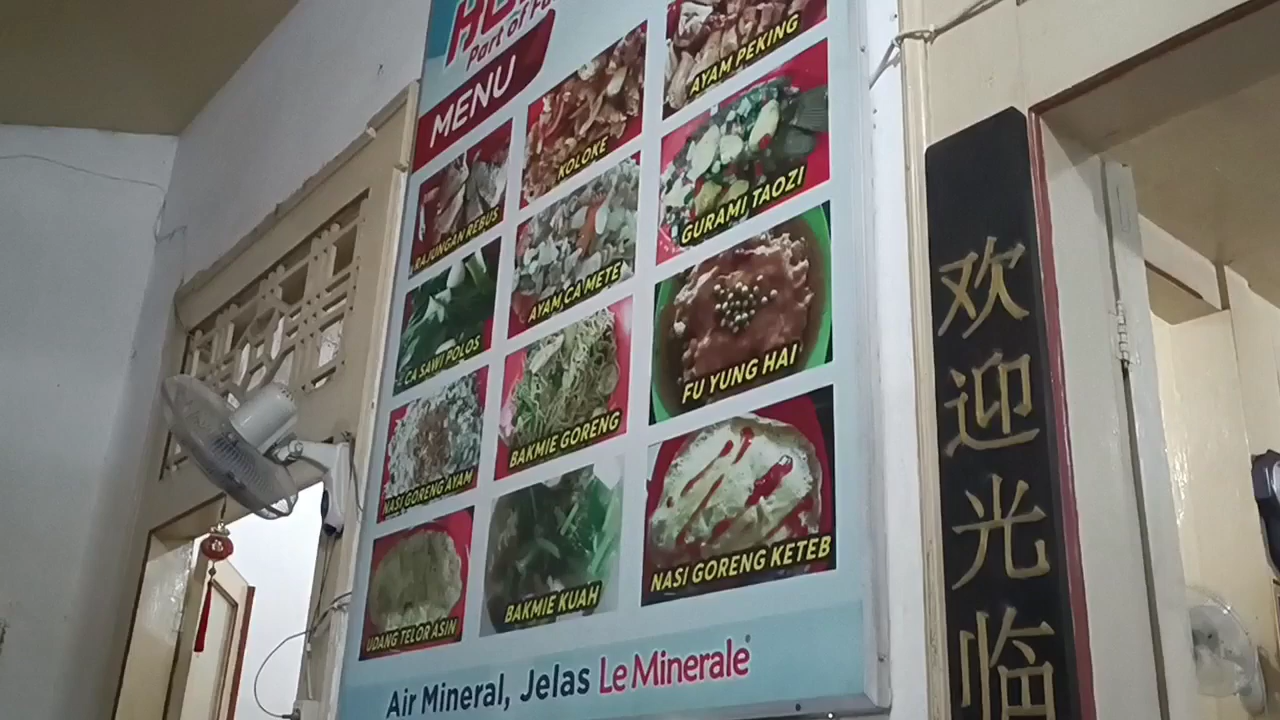 Part of
MENU
RAJUNGAN REBUS
KOLOKE
AYAM PEKING
CA SAWI POLOS
AYAM CA METE
GURAMI TAOZI
NASI GORENG AYAM
BAKMIE GORENG
FU YUNG HAI
UDANG TELOR ASIN
BAKMIE KUAH
NASI GORENG KETEB
Air Mineral, Jelas Le Minerale
欢迎光临